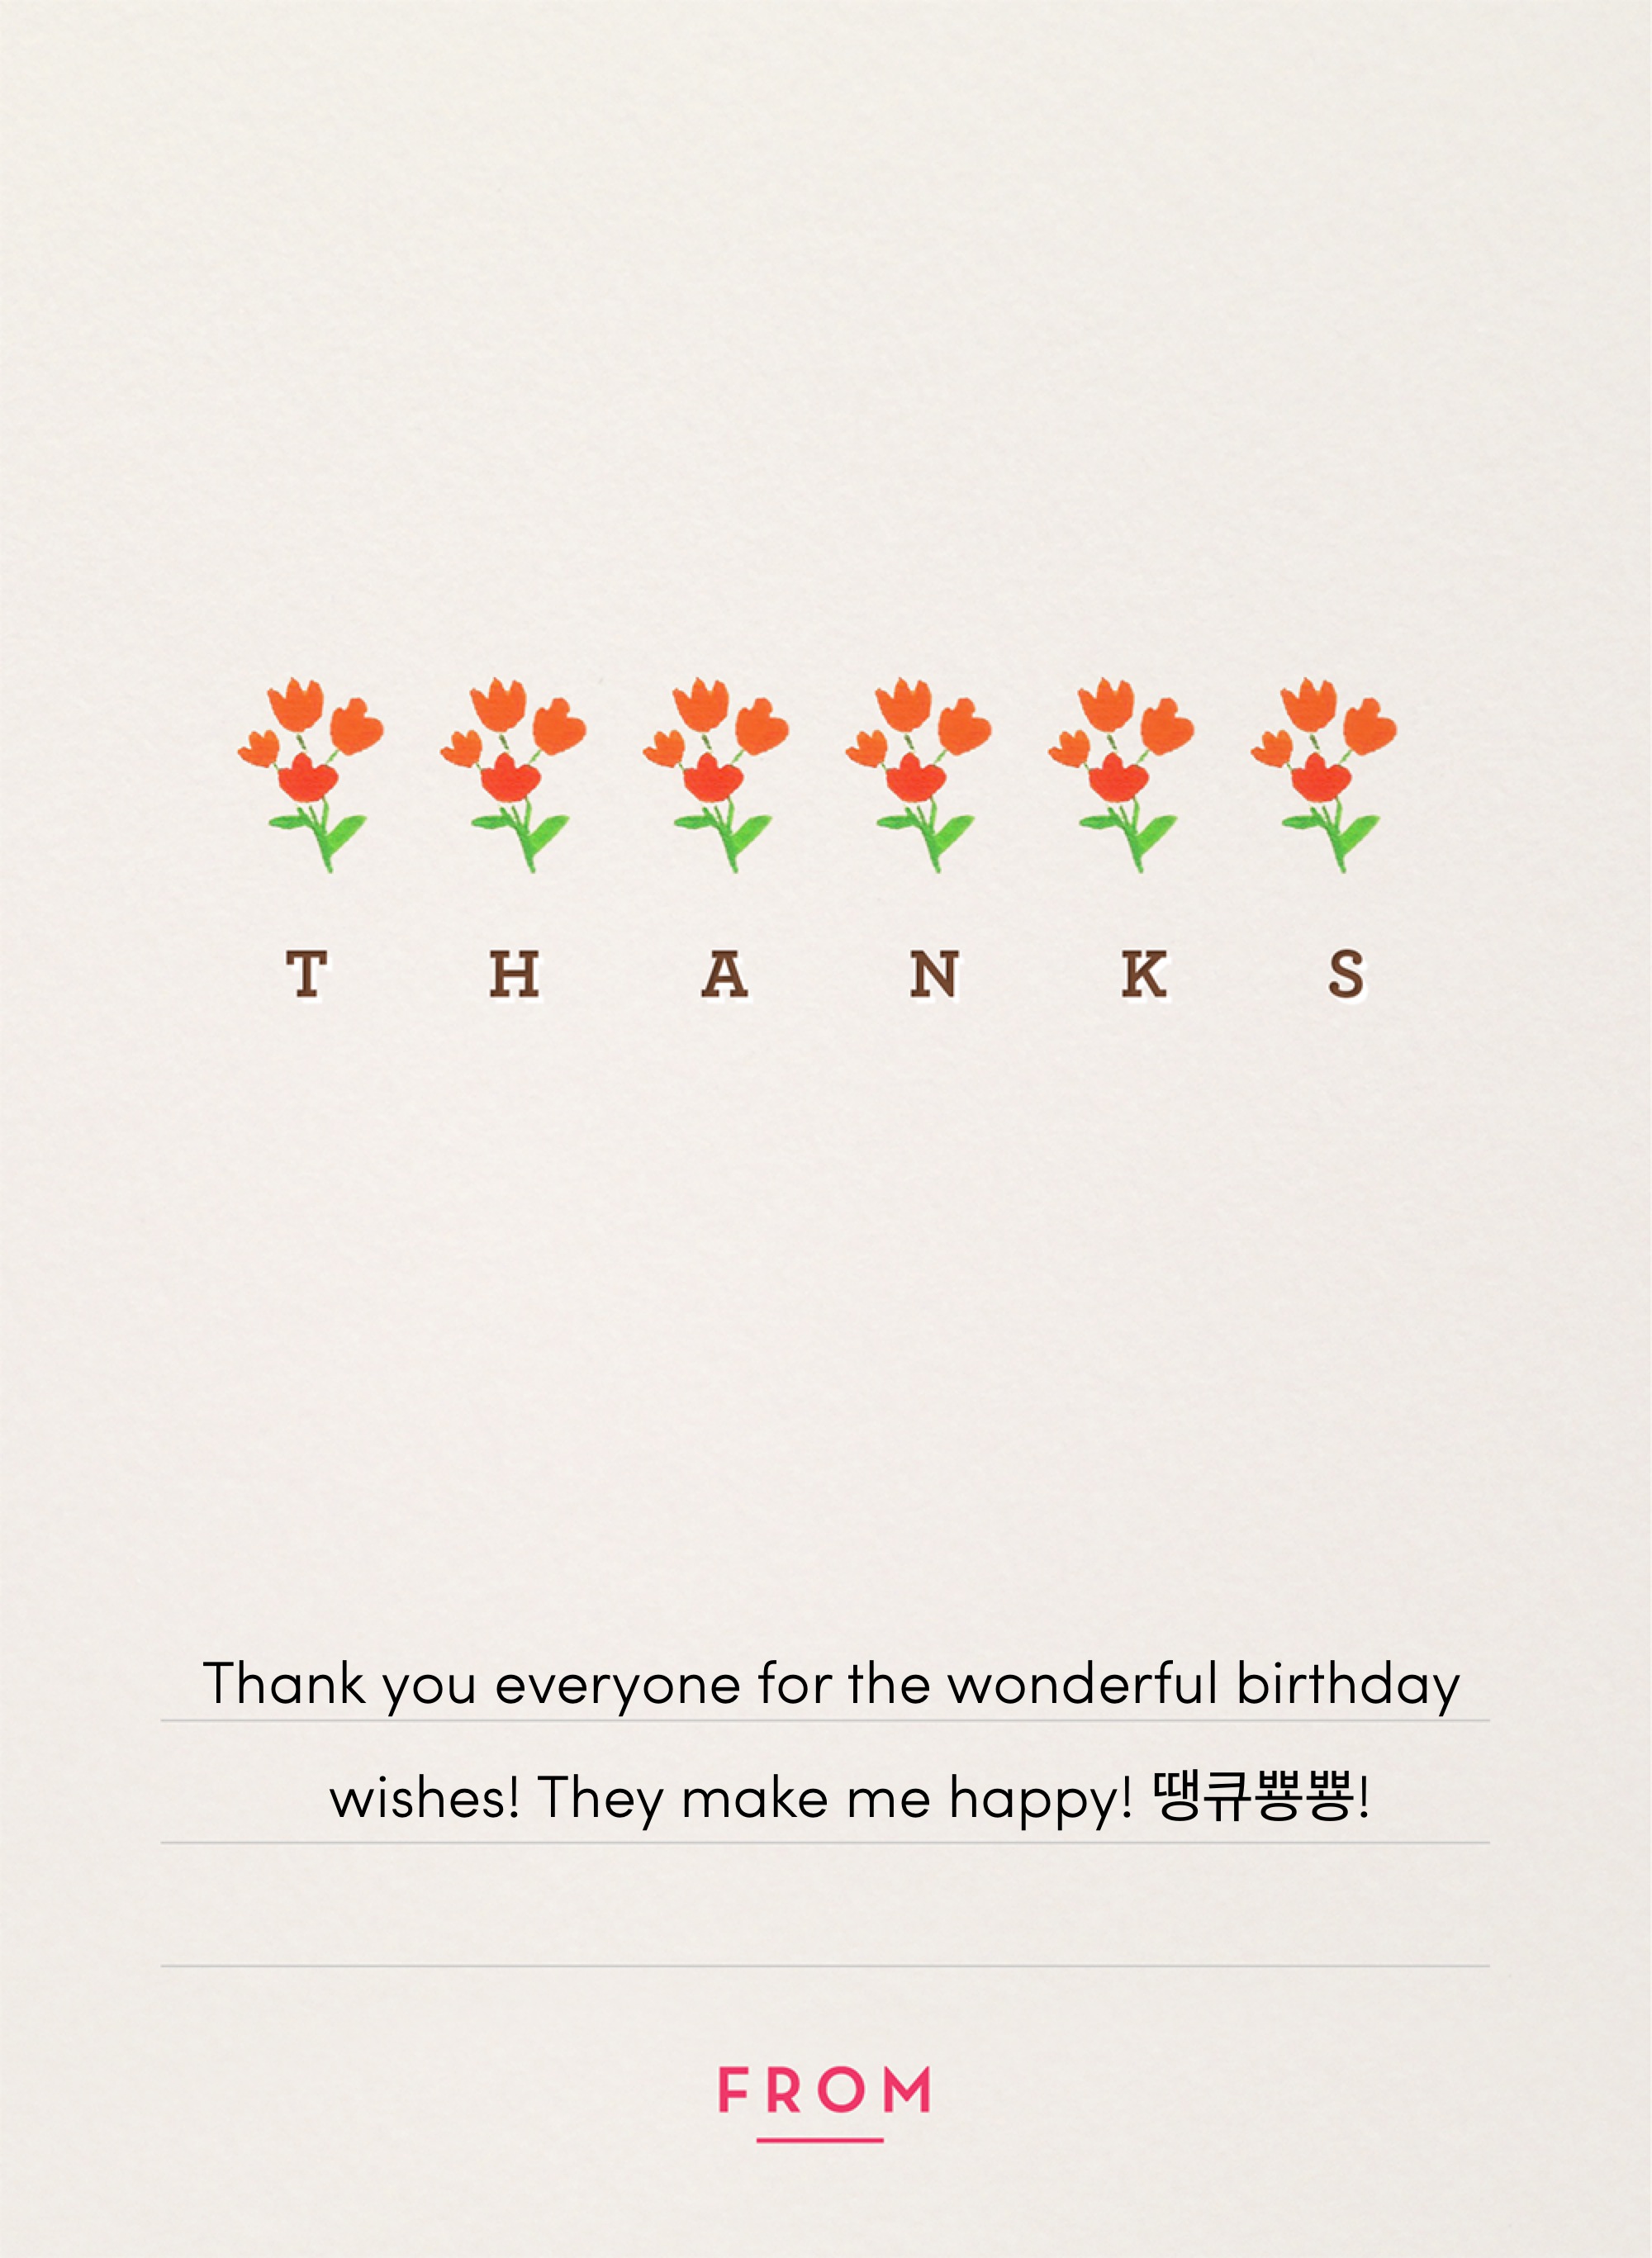 T H A N K S
Thank you everyone for the wonderful birthday
wishes! They make me happy! 땡큐뿅뿅!
FROM